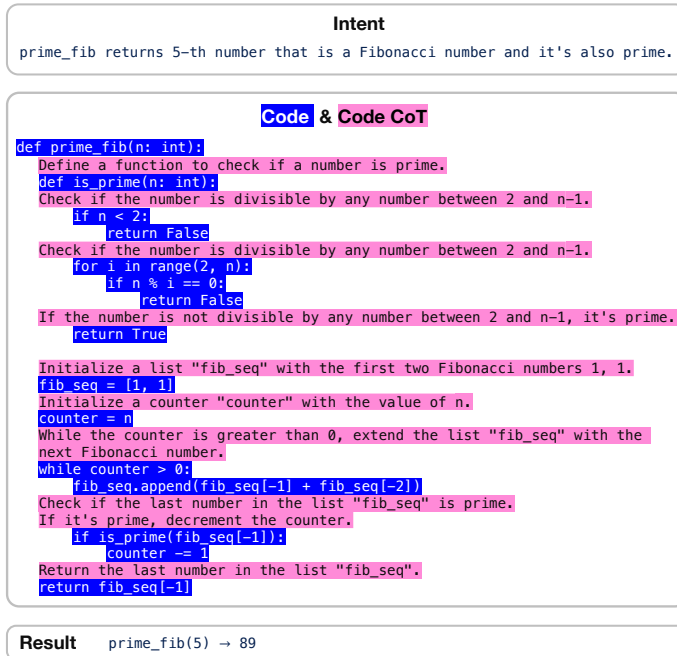 Intent
prime_fib returns 5-th number that is a Fibonacci number and it's also prime.
Code & Code CoT
def prime_fib(n: int):
Define a function to check if a number is prime.
def is_prime(n: int):
Check if the number is divisible by any number between 2 and n-1.
if n < 2:
return False
Check if the number is divisible by any number between 2 and n-1.
for i in range(2, n):
if n % i == 0:
return False
If the number is not divisible by any number between 2 and n-1, it's prime.
return True
Initialize a list "fib_seq" with the first two Fibonacci numbers 1, 1.
fib_seq = [1, 1]
Initialize a counter "counter" with the value of n.
counter = n
While the counter is greater than 0, extend the list "fib_seq" with the
next Fibonacci number.
while counter > 0:
fib_seq.append(fib_seq[-1] + fib_seq[-2])
Check if the last number in the list "fib_seq" is prime.
If it's prime, decrement the counter.
if is_prime(fib_seq[-1]):
counter -= 1
Return the last number in the list "fib_seq".
return fib_seq[-1]
Result prime_fib(5) → 89